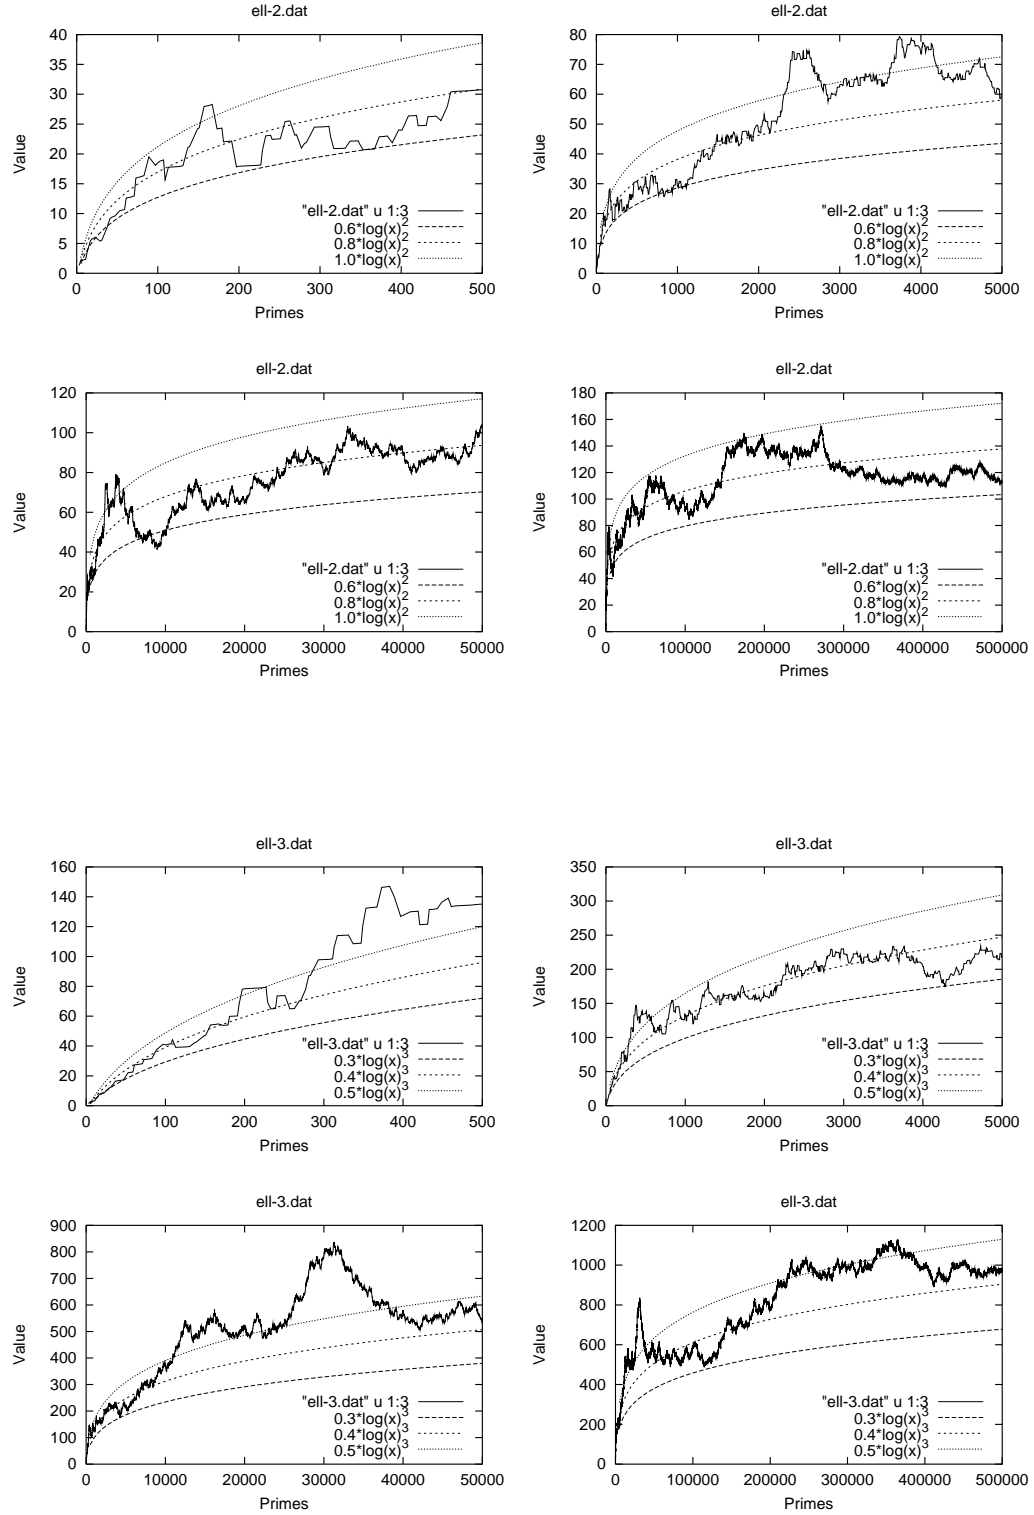 ell-2.dat
40
35
30
25
20
15
10
5
0
0 100 200 300 400 500
Value
Primes
"ell-2.dat" u 1:3
0.6*log(x)^2
0.8*log(x)^2
1.0*log(x)^2
ell-2.dat
80
70
60
50
40
30
20
10
0
0 1000 2000 3000 4000 5000
Value
Primes
"ell-2.dat" u 1:3
0.6*log(x)^2
0.8*log(x)^2
1.0*log(x)^2
ell-2.dat
120
100
80
60
40
20
0
0 10000 20000 30000 40000 50000
Value
Primes
"ell-2.dat" u 1:3
0.6*log(x)^2
0.8*log(x)^2
1.0*log(x)^2
ell-2.dat
180
160
140
120
100
80
60
40
20
0
0 100000 200000 300000 400000 500000
Value
Primes
"ell-2.dat" u 1:3
0.6*log(x)^2
0.8*log(x)^2
1.0*log(x)^2
ell-3.dat
160
140
120
100
80
60
40
20
0
0 100 200 300 400 500
Value
Primes
"ell-3.dat" u 1:3
0.3*log(x)^3
0.4*log(x)^3
0.5*log(x)^3
ell-3.dat
350
300
250
200
150
100
50
0
0 1000 2000 3000 4000 5000
Value
Primes
"ell-3.dat" u 1:3
0.3*log(x)^3
0.4*log(x)^3
0.5*log(x)^3
ell-3.dat
900
800
700
600
500
400
300
200
100
0
0 10000 20000 30000 40000 50000
Value
Primes
"ell-3.dat" u 1:3
0.3*log(x)^3
0.4*log(x)^3
0.5*log(x)^3
ell-3.dat
1200
1000
800
600
400
200
0
0 100000 200000 300000 400000 500000
Value
Primes
"ell-3.dat" u 1:3
0.3*log(x)^3
0.4*log(x)^3
0.5*log(x)^3